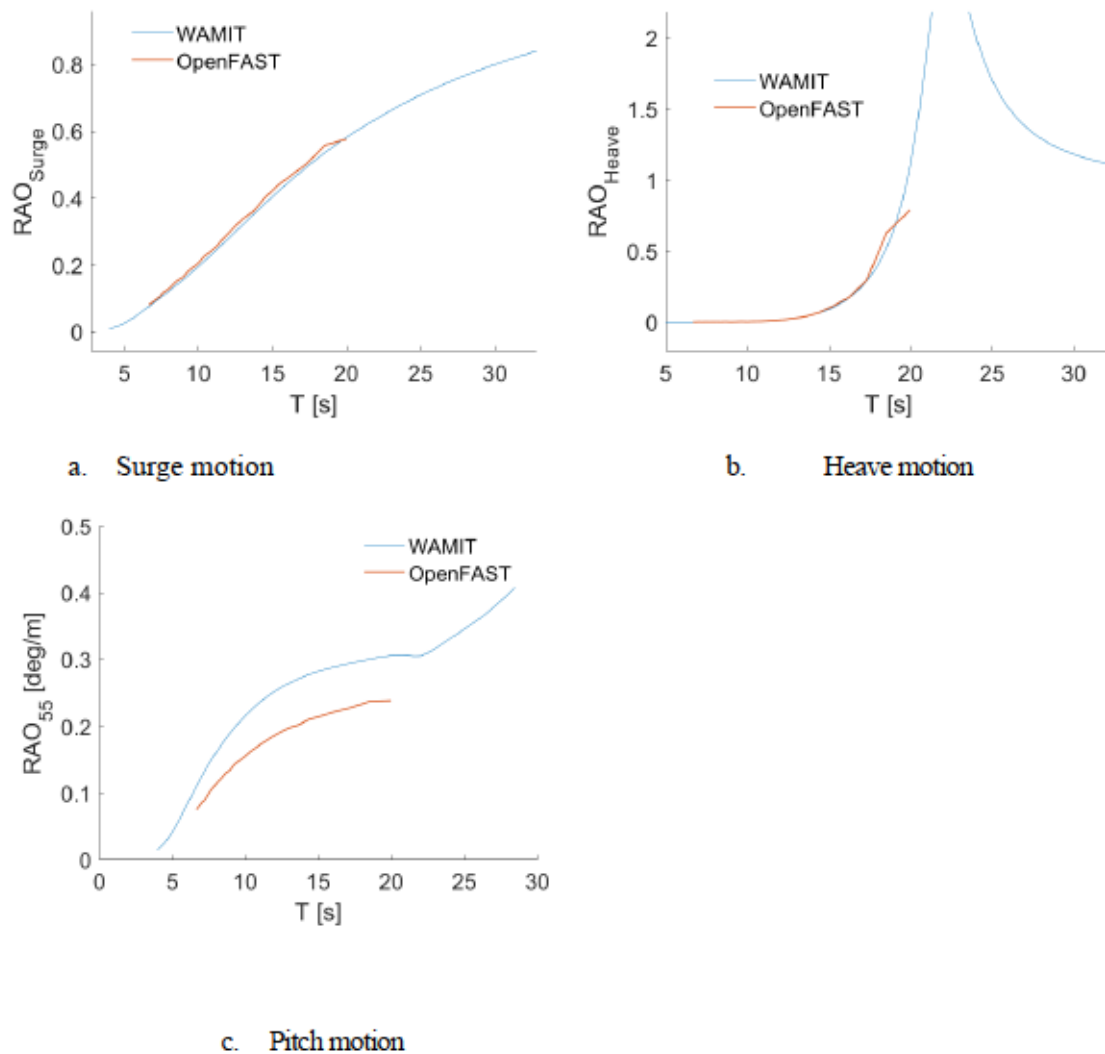 WAMIT
OpenFAST
RAO_Surge
0.8
0.6
0.4
0.2
0
5 10 15 20 25 30
T [s]
a. Surge motion
WAMIT
OpenFAST
RAO_Heave
2
1.5
1
0.5
0
5 10 15 20 25 30
T [s]
b. Heave motion
WAMIT
OpenFAST
RAO_55 [deg/m]
0.5
0.4
0.3
0.2
0.1
0
0 5 10 15 20 25 30
T [s]
c. Pitch motion